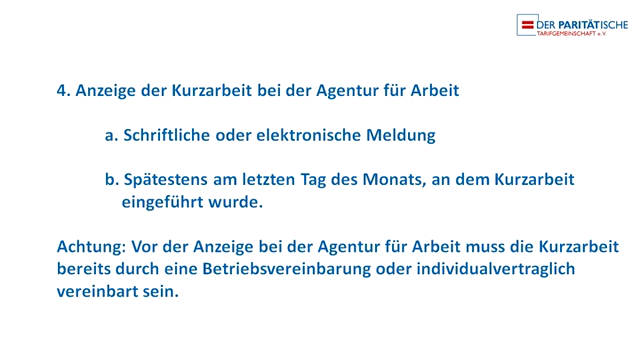 DER PARITÄTISCHE
TARIFGEMEINSCHAFT e.V.
4. Anzeige der Kurzarbeit bei der Agentur für Arbeit
a. Schriftliche oder elektronische Meldung
b. Spätestens am letzten Tag des Monats, an dem Kurzarbeit
eingeführt wurde.
Achtung: Vor der Anzeige bei der Agentur für Arbeit muss die Kurzarbeit
bereits durch eine Betriebsvereinbarung oder individualvertraglich
vereinbart sein.